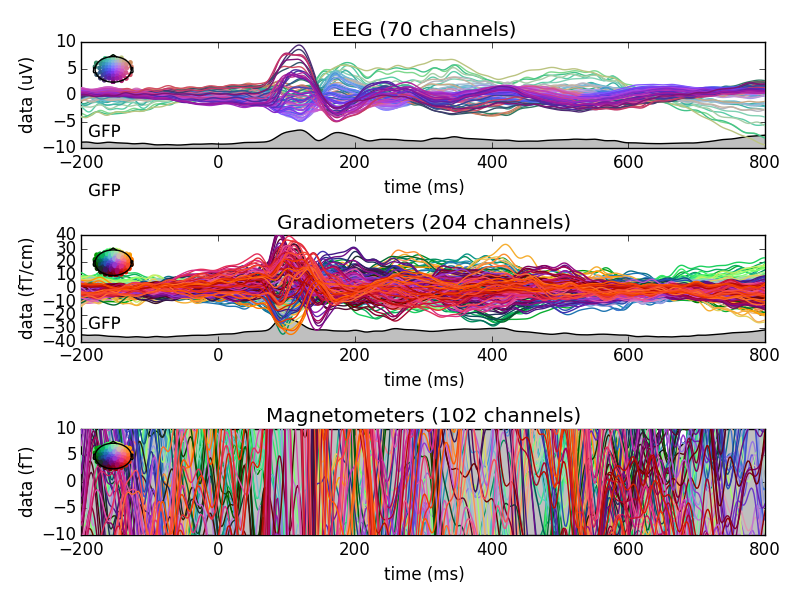 EEG (70 channels)
data (uV)
10
5
0
−5
−10
GFP
−200 0 200 400 600 800
time (ms)
GFP
Gradiometers (204 channels)
data (fT/cm)
40
30
20
10
0
−10
−20
−30
−40
GFP
−200 0 200 400 600 800
time (ms)
Magnetometers (102 channels)
data (fT)
10
5
0
−5
−10
−200 0 200 400 600 800
time (ms)